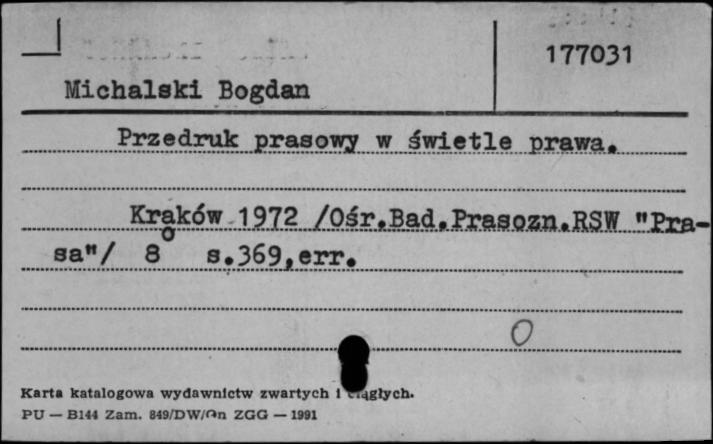 177031
Michalski Bogdan
Przedruk prasowy w świetle prawa.
Kraków 1972 /Ośr.Bad.Prasozn.RSW "Pra-
sa"/ 8° s.369,err.
Karta katalogowa wydawnictw zwartych i ciągłych.
PU — B144 Zam. 849/DW/On ZGG — 1991